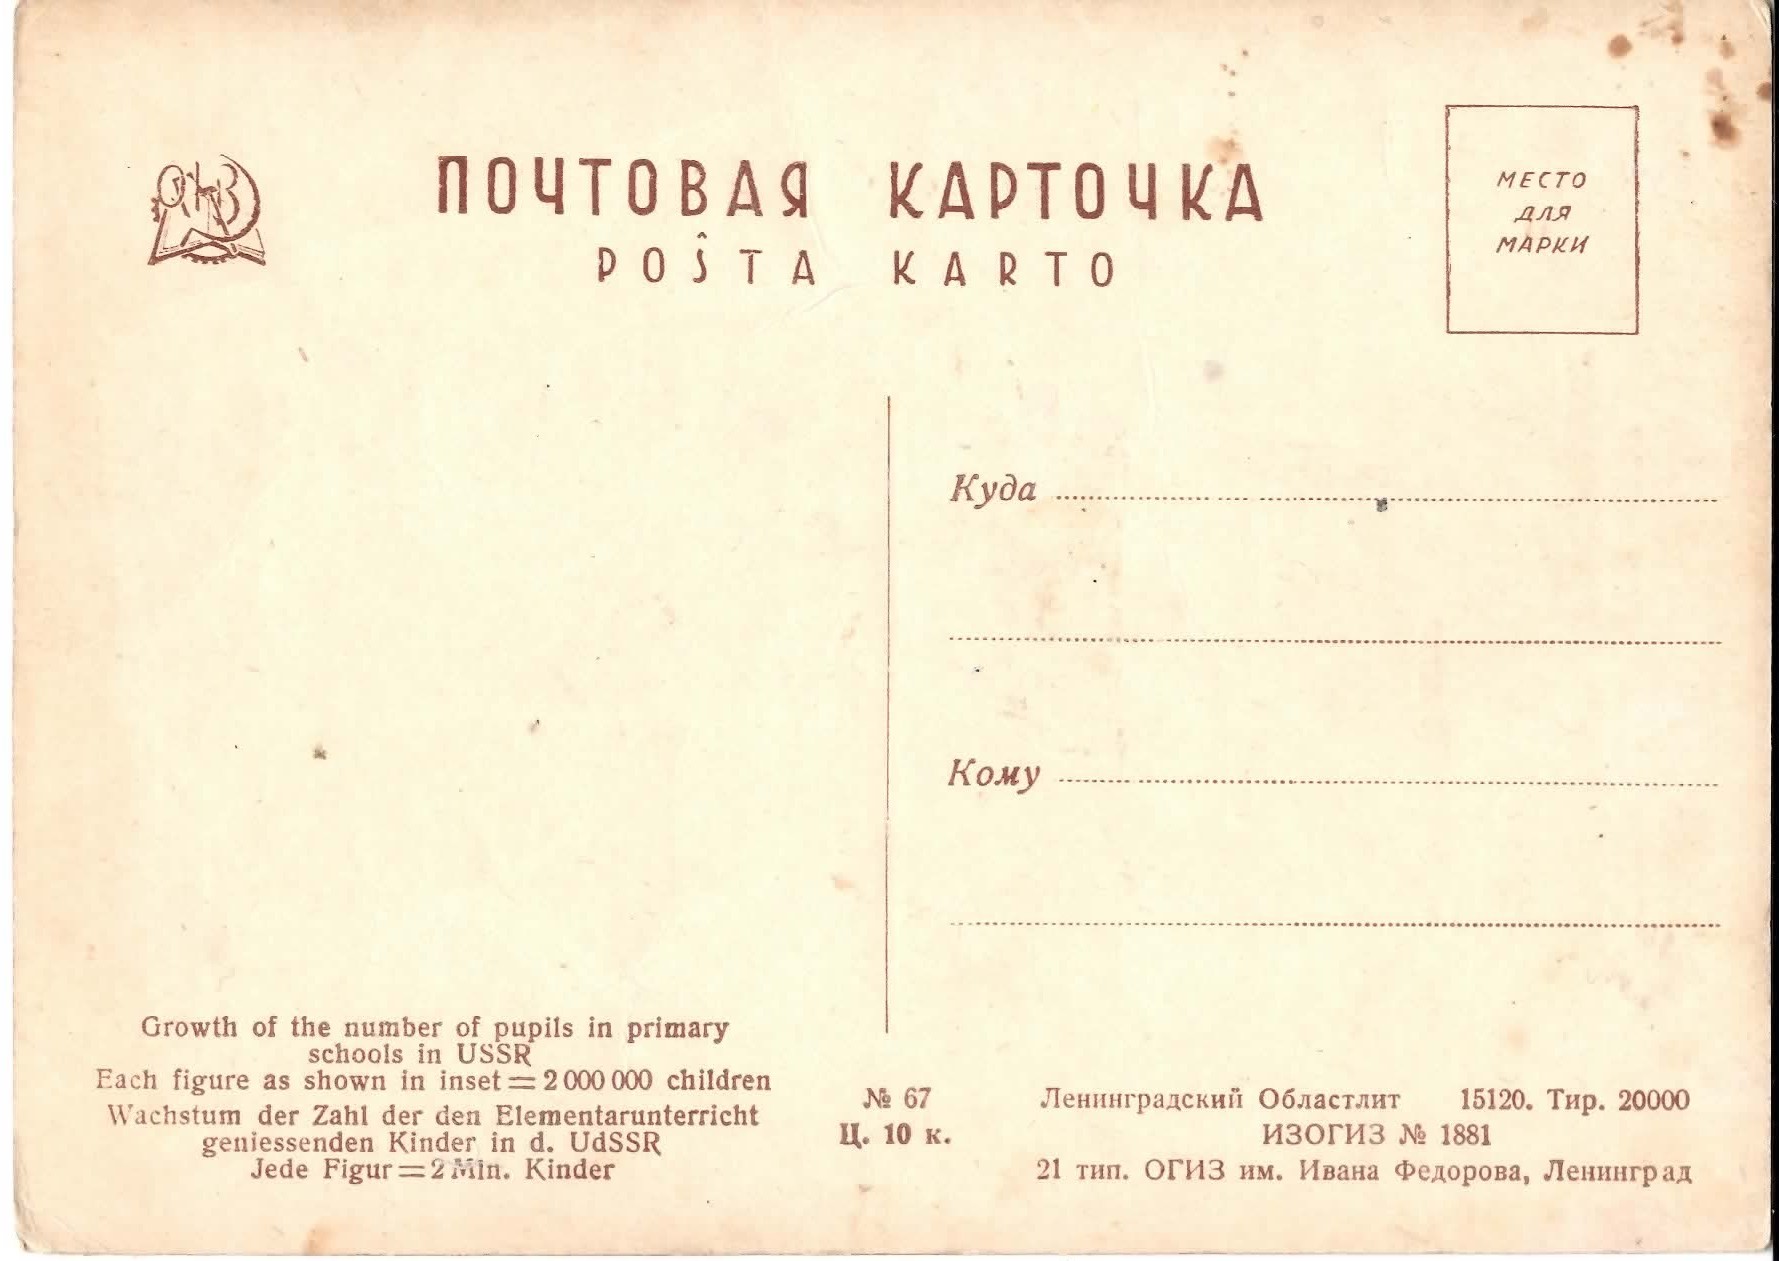 ПОЧТОВАЯ КАРТОЧКА
POŜTA KARTO
МЕСТО
ДЛЯ
МАРКИ
Куда
Кому
Growth of the number of pupils in primary
schools in USSR
Each figure as shown in inset = 2 000 000 children
Wachstum der Zahl der den Elementarunterricht
geniessenden Kinder in d. UdSSR
Jede Figur = 2 Mln. Kinder
№ 67
Ц. 10 к.
Ленинградский Областлит 15120. Тир. 20000
ИЗОГИЗ № 1881
21 тип. ОГИЗ им. Ивана Федорова, Ленинград